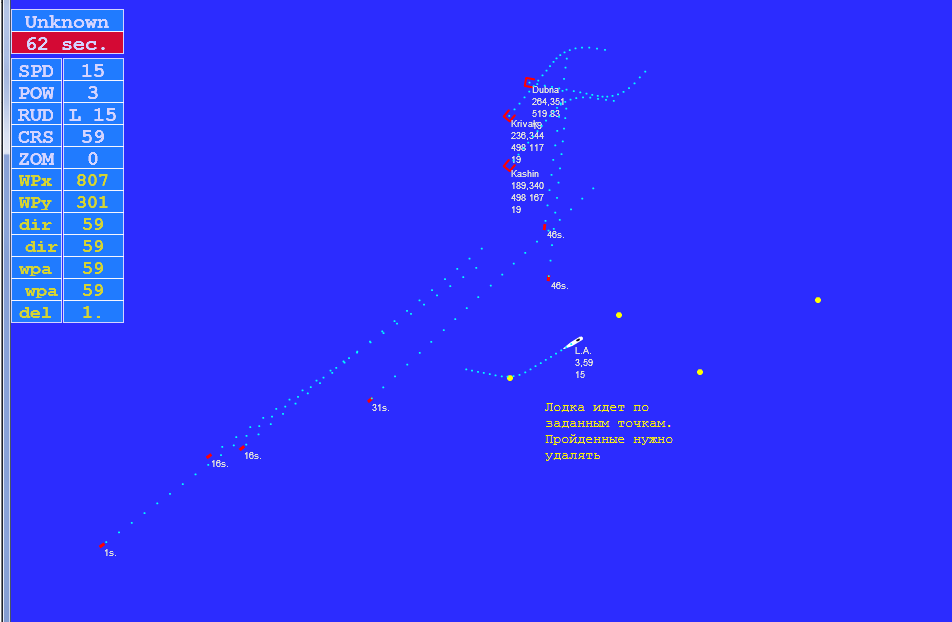 Unknown
62 sec.
SPD 15
POW 3
RUD L 15
CRS 59
ZOM 0
WPx 807
WPy 301
dir 59
dir 59
wpa 59
wpa 59
del 1.
Dubna
264,351
519 83
19
Krivak
236,344
498 117
19
Kashin
189,340
498 167
19
46s.
46s.
L.A.
3,59
15
31s.
Лодка идет по
заданным точкам.
Пройденные нужно
удалять
16s.
16s.
1s.